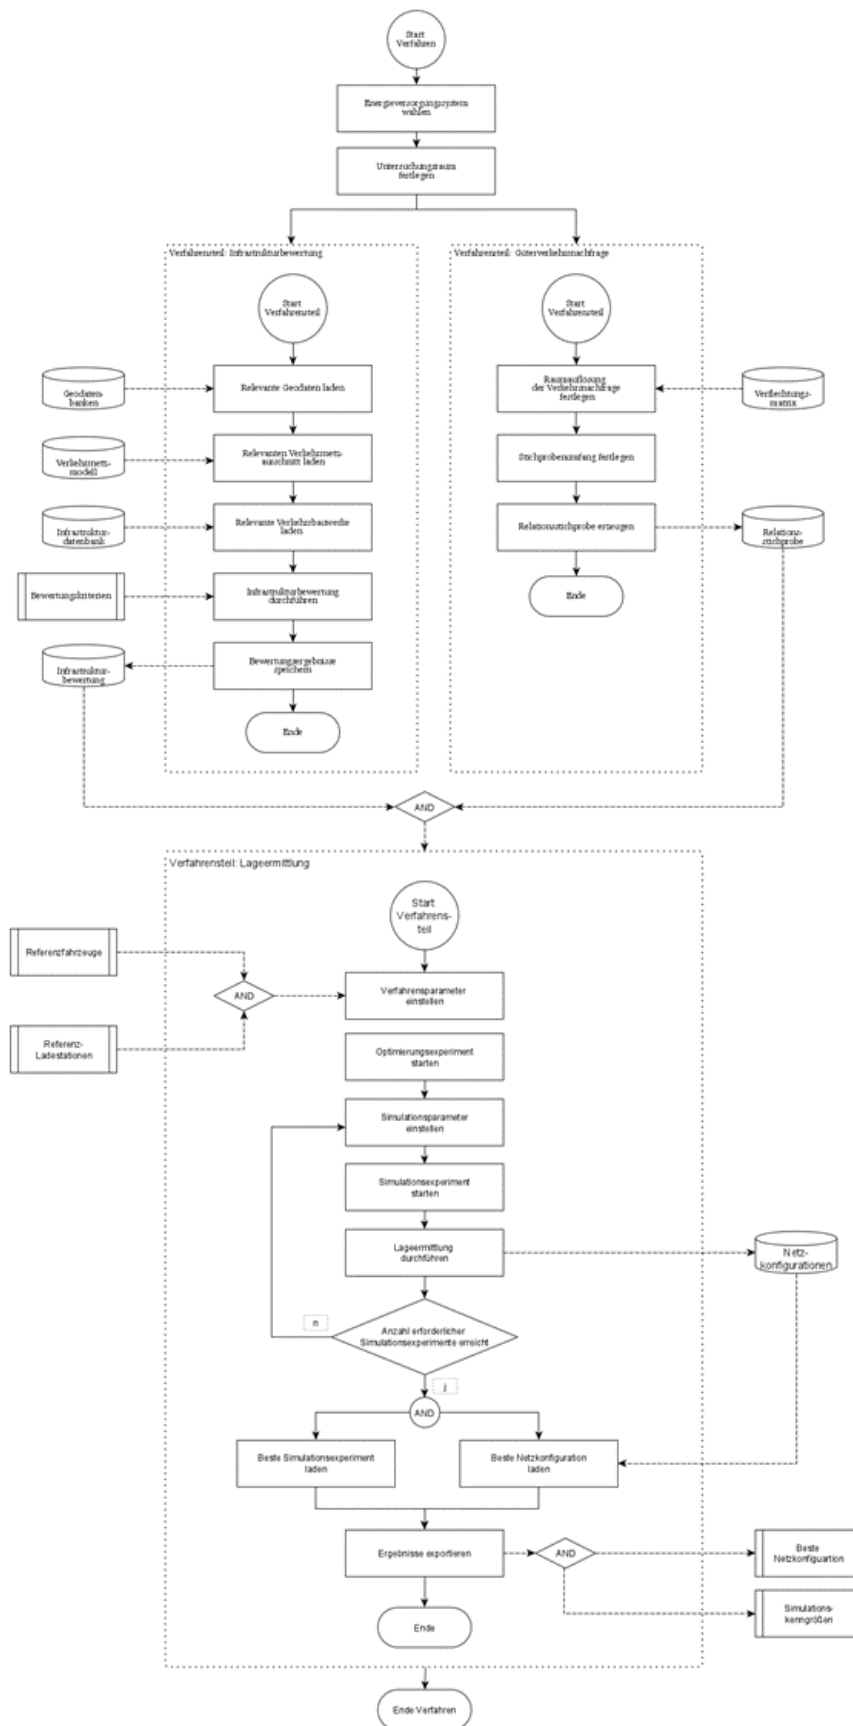 Start
Verfahren
Energieversorgungssystem
wählen
Untersuchungsraum
festlegen
Verfahrensteil: Infrastrukturbewertung
Start
Verfahrensteil
Geodaten-
banken
Relevante Geodaten laden
Verkehrsnetz-
modell
Relevanten Verkehrsnetz-
ausschnitt laden
Infrastruktur-
datenbank
Relevante Verkehrsbauwerke
laden
Bewertungskriterien
Infrastrukturbewertung
durchführen
Infrastruktur-
bewertung
Bewertungsergebnisse
speichern
Ende
Verfahrensteil: Güterverkehrsnachfrage
Start
Verfahrensteil
Raumauflösung
der Verkehrsnachfrage
festlegen
Verflechtungs-
matrix
Stichprobenumfang festlegen
Relationsstichprobe erzeugen
Relations-
stichprobe
Ende
AND
Verfahrensteil: Lageermittlung
Start
Verfahrens-
teil
Referenzfahrzeuge
AND
Referenz-
Ladestationen
Verfahrensparameter
einstellen
Optimierungsexperiment
starten
Simulationsparameter
einstellen
Simulationsexperiment
starten
Lageermittlung
durchführen
Netz-
konfigurationen
n
Anzahl erforderlicher
Simulationsexperimente erreicht
j
AND
Beste Simulationsexperiment
laden
Beste Netzkonfiguration
laden
Ergebnisse exportieren
AND
Beste
Netzkonfiguartion
Simulations-
kenngrößen
Ende
Ende Verfahren